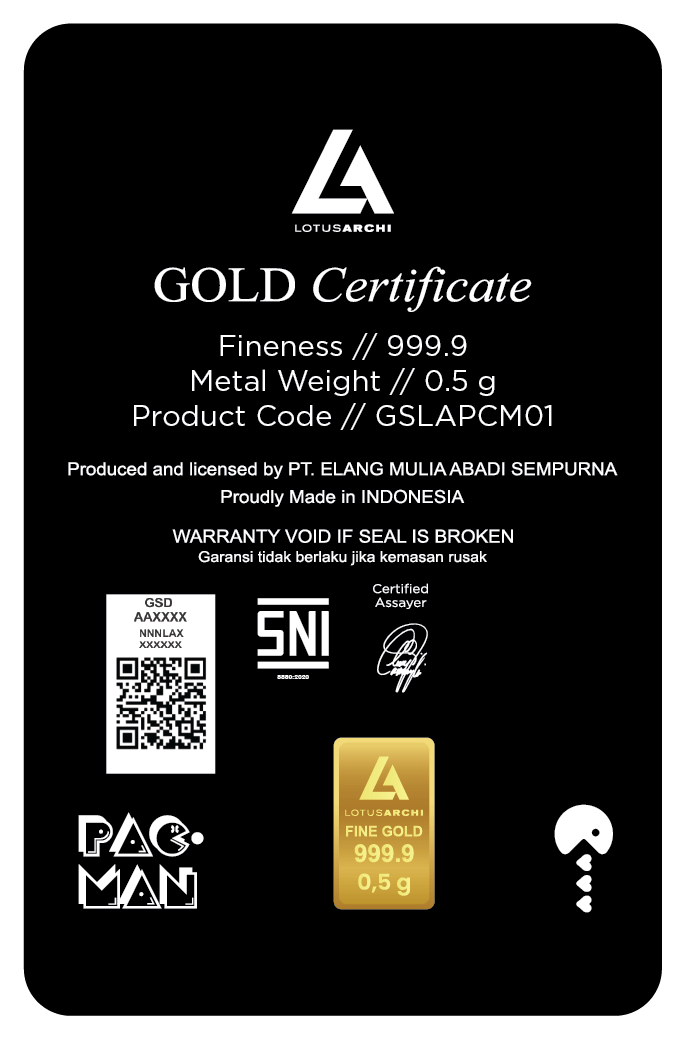 LOTUSARCHI
GOLD Certificate
Fineness // 999.9
Metal Weight // 0.5 g
Product Code // GSLAPCM01
Produced and licensed by PT. ELANG MULIA ABADI SEMPURNA
Proudly Made in INDONESIA
WARRANTY VOID IF SEAL IS BROKEN
Garansi tidak berlaku jika kemasan rusak
GSD
AAXXXX
NNNLAX
XXXXXX
SNI
8880:2020
Certified
Assayer
LOTUSARCHI
FINE GOLD
999.9
0,5 g
PAC-
MAN